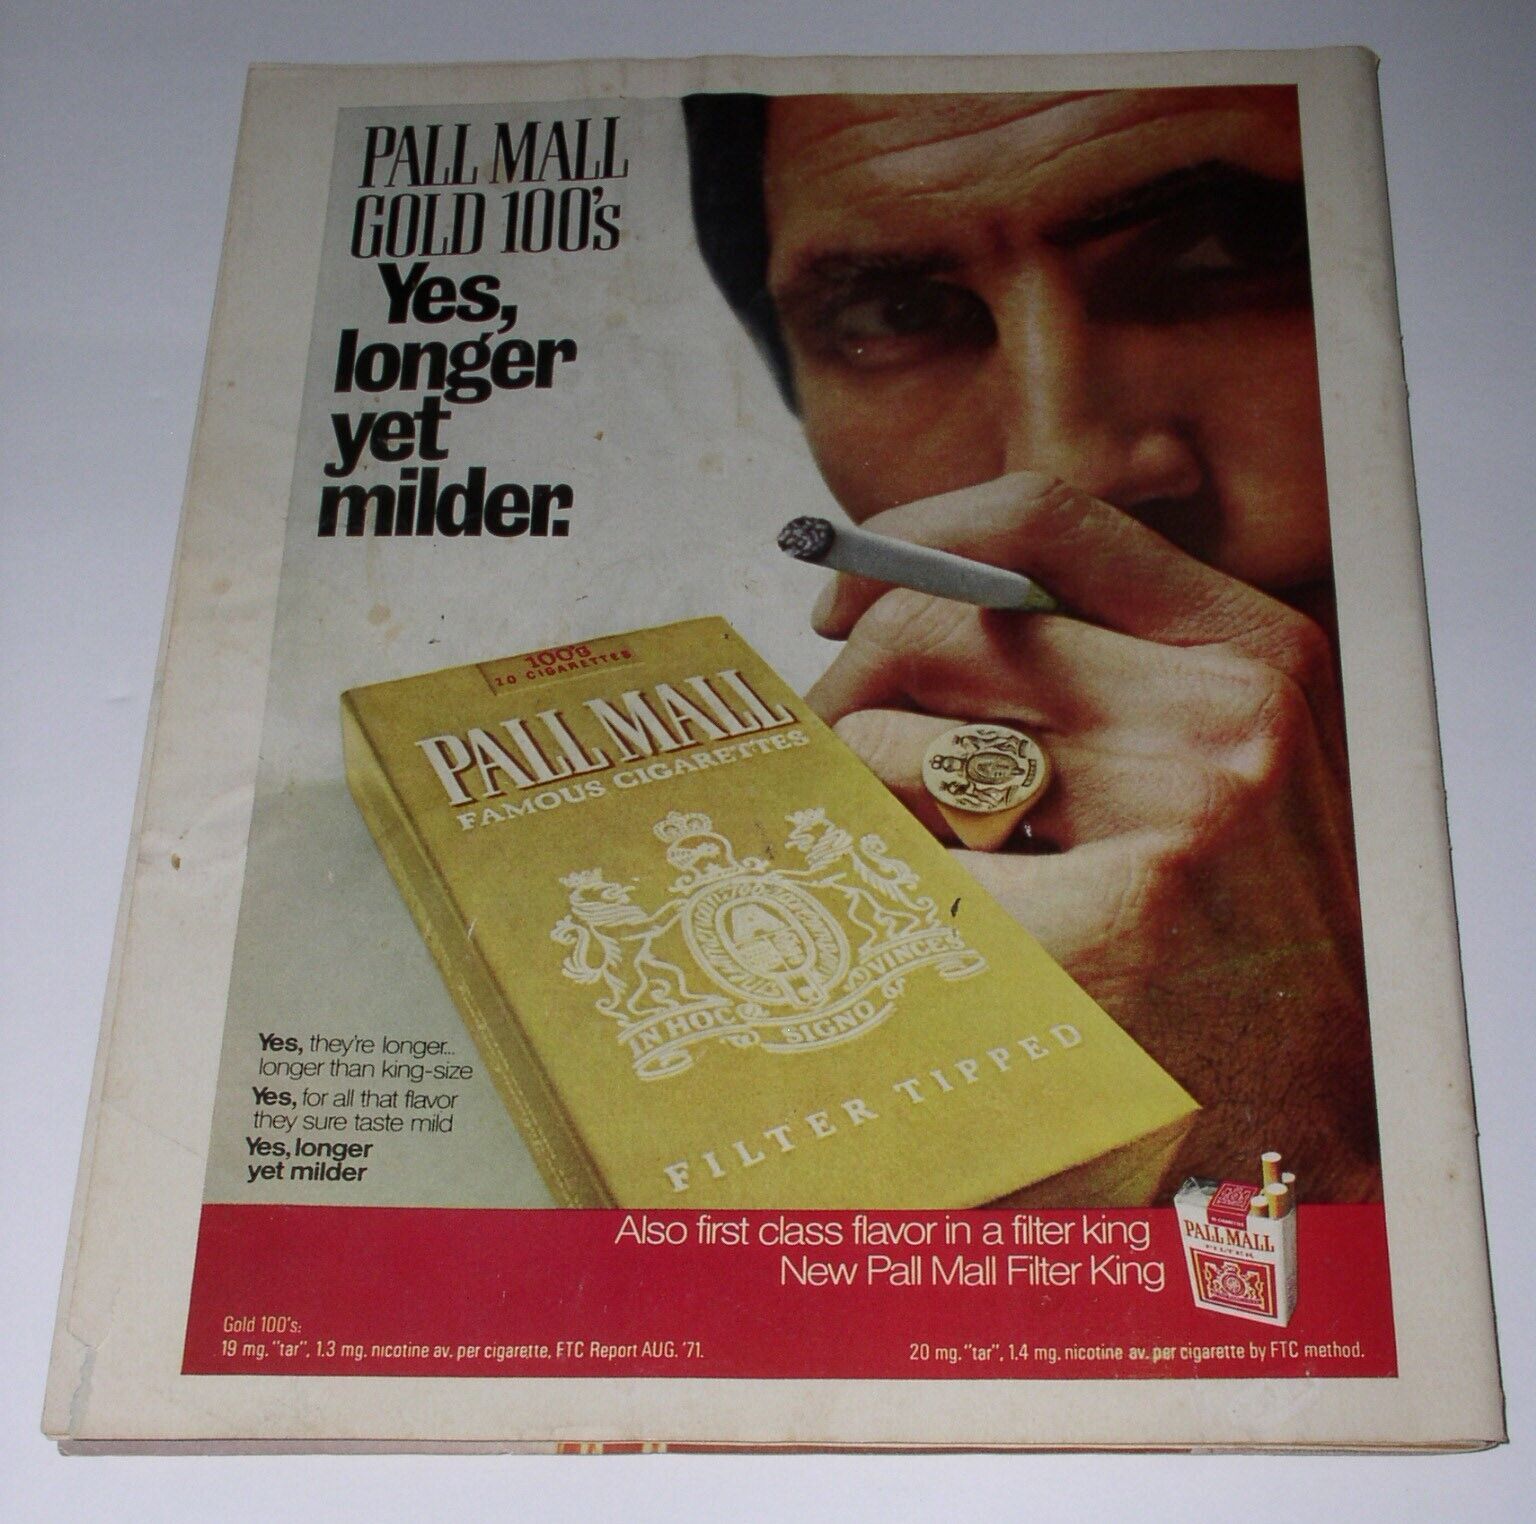 PALL MALL
GOLD 100's
Yes,
longer
yet
milder.
100's
20 CIGARETTES
PALL MALL
FAMOUS CIGARETTES
IN HOC SIGNO VINCES
FILTER TIPPED
Yes, they're longer...
longer than king-size
Yes, for all that flavor
they sure taste mild
Yes, longer
yet milder
Also first class flavor in a filter king
New Pall Mall Filter King
PALL MALL
FILTER
Gold 100's:
19 mg. "tar", 1.3 mg. nicotine av. per cigarette, FTC Report AUG. '71.
20 mg. "tar", 1.4 mg. nicotine av. per cigarette by FTC method.